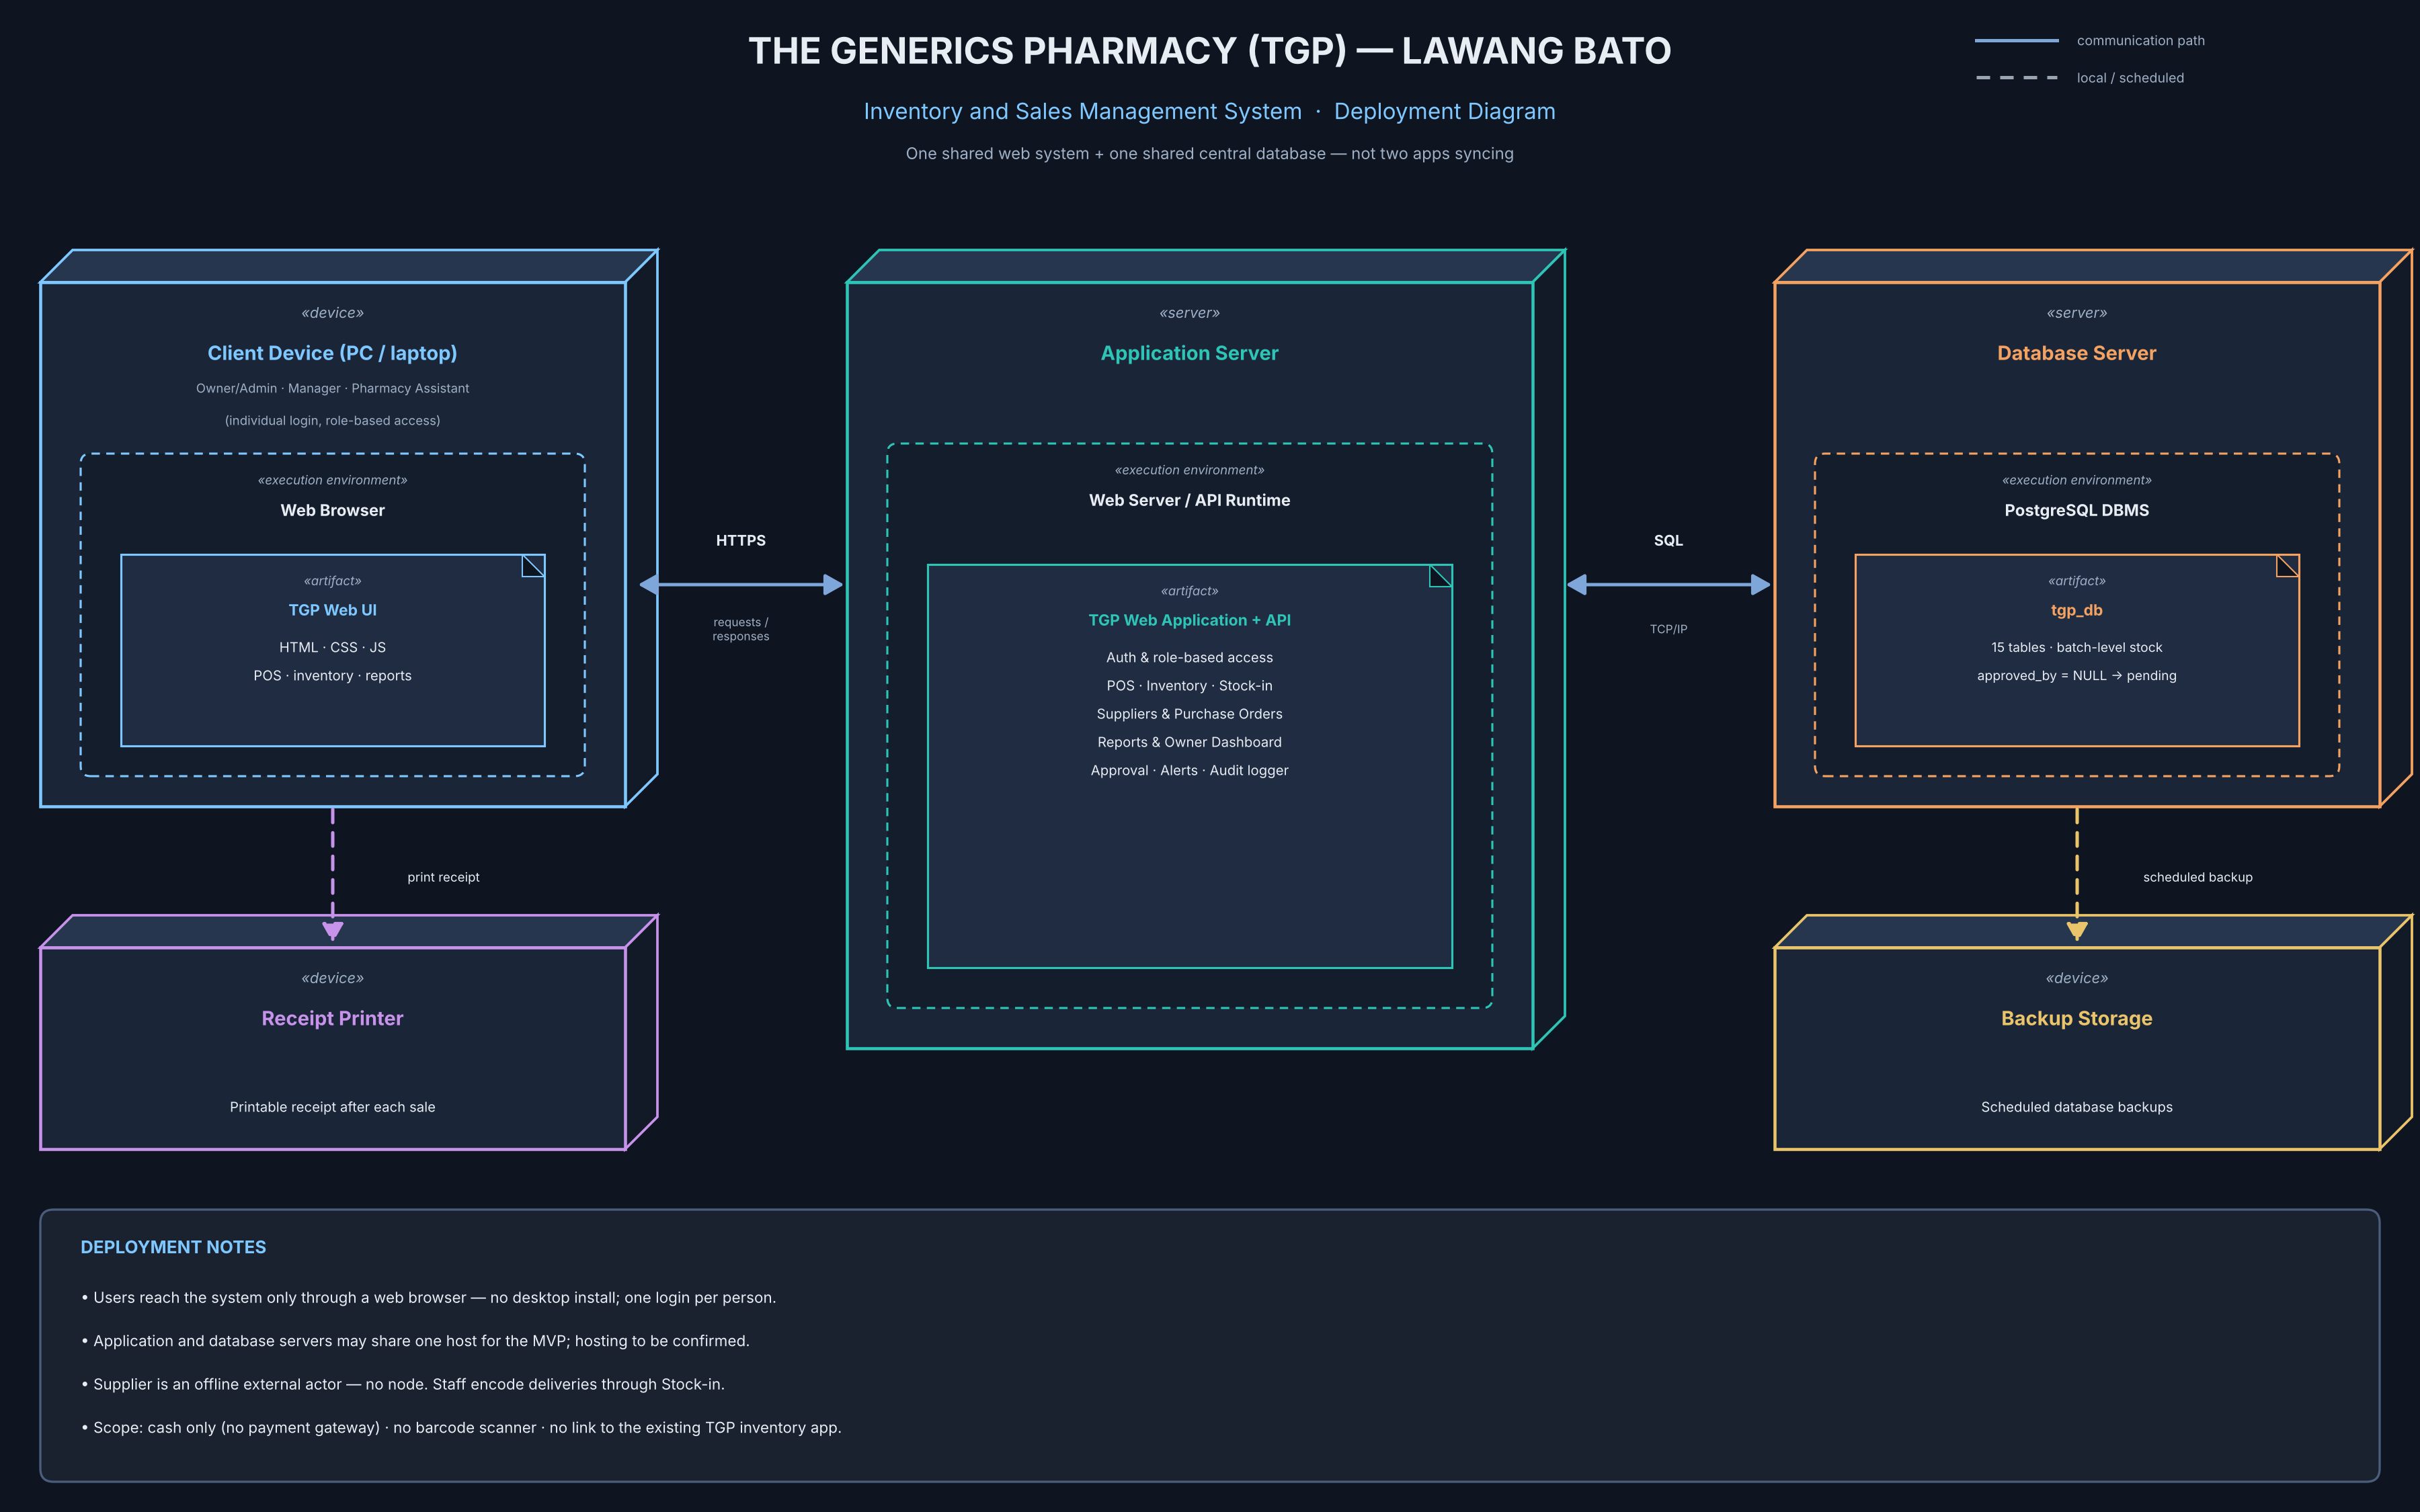 THE GENERICS PHARMACY (TGP) — LAWANG BATO
Inventory and Sales Management System · Deployment Diagram
One shared web system + one shared central database — not two apps syncing
communication path
local / scheduled
«device»
Client Device (PC / laptop)
Owner/Admin · Manager · Pharmacy Assistant
(individual login, role-based access)
«execution environment»
Web Browser
«artifact»
TGP Web UI
HTML · CSS · JS
POS · inventory · reports
HTTPS
requests /
responses
«server»
Application Server
«execution environment»
Web Server / API Runtime
«artifact»
TGP Web Application + API
Auth & role-based access
POS · Inventory · Stock-in
Suppliers & Purchase Orders
Reports & Owner Dashboard
Approval · Alerts · Audit logger
SQL
TCP/IP
«server»
Database Server
«execution environment»
PostgreSQL DBMS
«artifact»
tgp_db
15 tables · batch-level stock
approved_by = NULL → pending
print receipt
«device»
Receipt Printer
Printable receipt after each sale
scheduled backup
«device»
Backup Storage
Scheduled database backups
DEPLOYMENT NOTES
• Users reach the system only through a web browser — no desktop install; one login per person.
• Application and database servers may share one host for the MVP; hosting to be confirmed.
• Supplier is an offline external actor — no node. Staff encode deliveries through Stock-in.
• Scope: cash only (no payment gateway) · no barcode scanner · no link to the existing TGP inventory app.